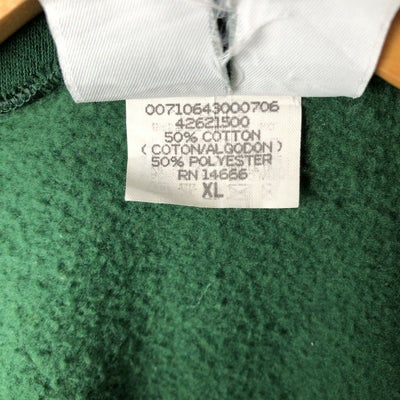 00710643000706
42621500
50% COTTON
( COTON/ALGODON )
50% POLYESTER
RN 14666
XL